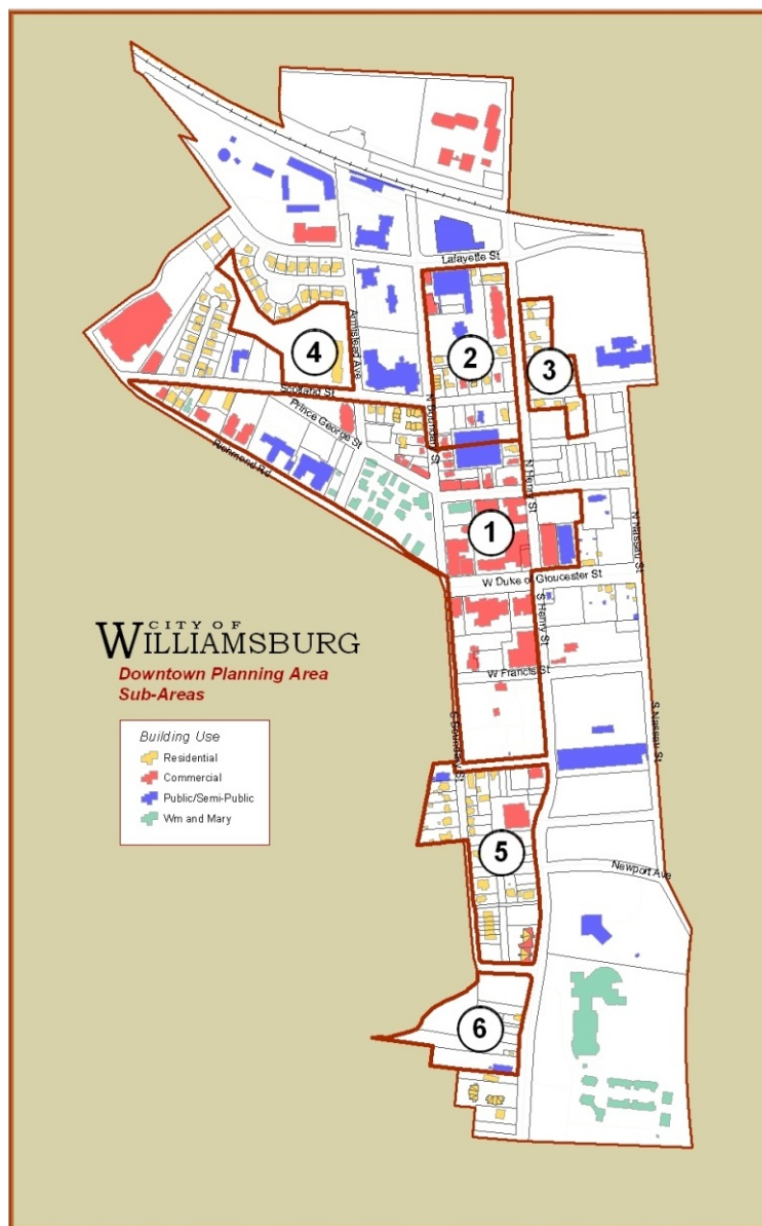 Lafayette St
2
Armistead Ave
4
3
Scotland St
Prince George St
N Boundary St
Richmond Rd
N Henry St
1
N Nassau St
W Duke of Gloucester St
S Henry St
CITY OF
WILLIAMSBURG
Downtown Planning Area
Sub-Areas
W Francis St
S Boundary St
S Nassau St
Building Use
Residential
Commercial
Public/Semi-Public
Wm and Mary
5
Newport Ave
6